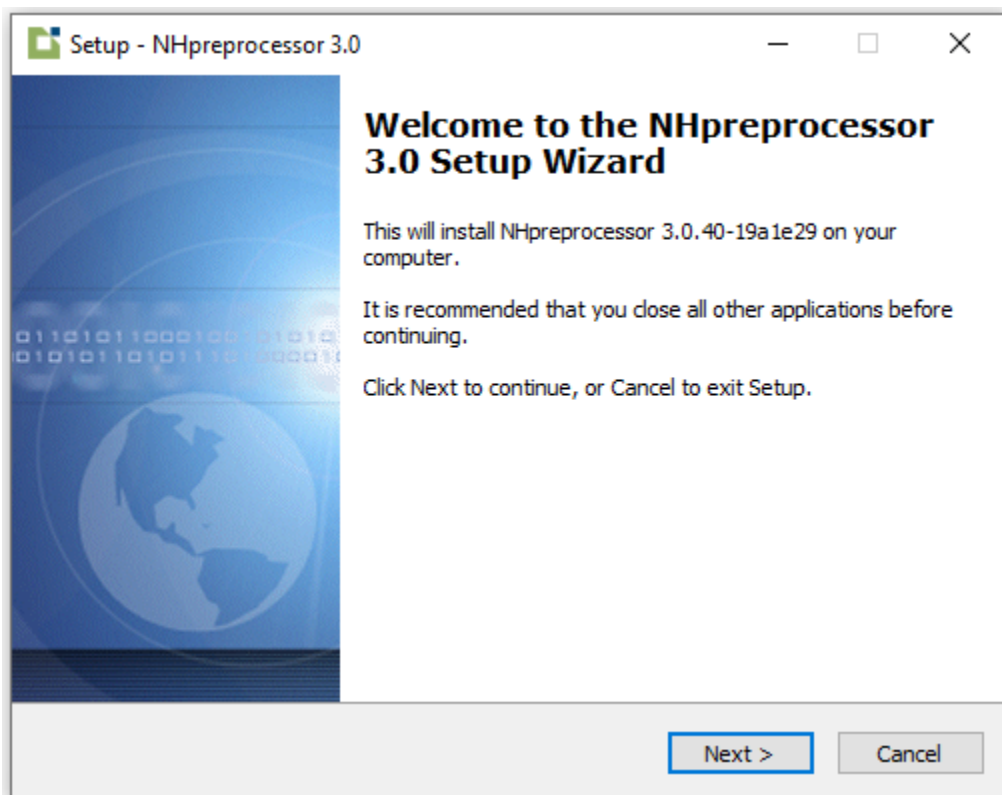 Setup - NHpreprocessor 3.0
Welcome to the NHpreprocessor
3.0 Setup Wizard
This will install NHpreprocessor 3.0.40-19a1e29 on your
computer.
It is recommended that you close all other applications before
continuing.
Click Next to continue, or Cancel to exit Setup.
Next >
Cancel